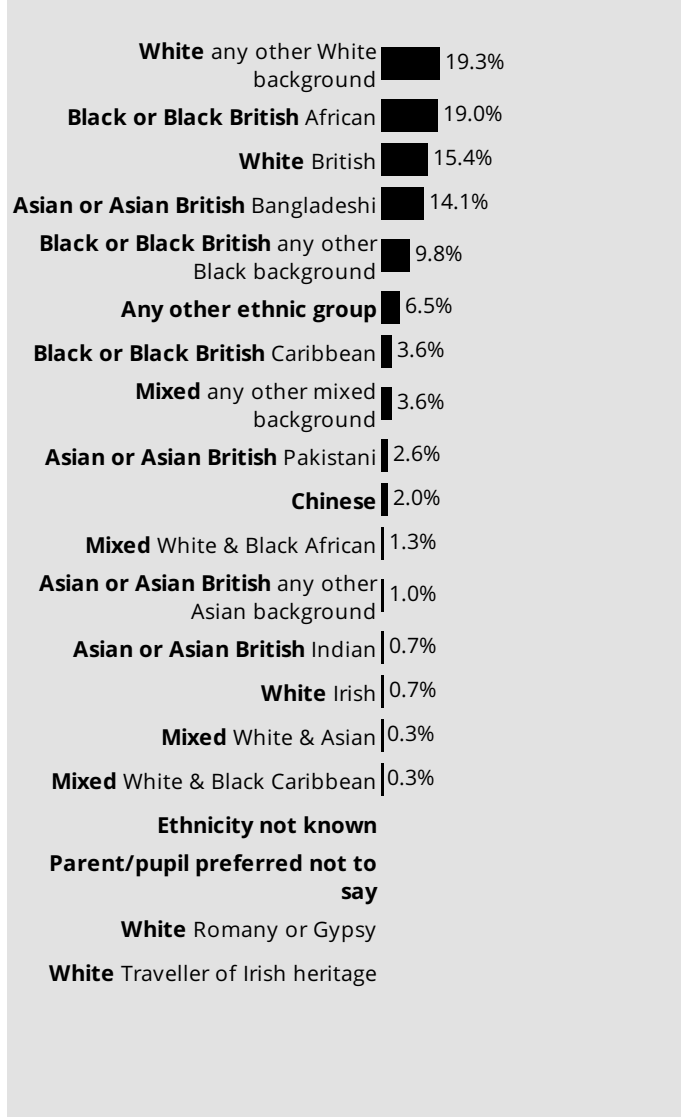 White any other White
background
19.3%
Black or Black British African 19.0%
White British 15.4%
Asian or Asian British Bangladeshi 14.1%
Black or Black British any other
Black background
9.8%
Any other ethnic group 6.5%
Black or Black British Caribbean 3.6%
Mixed any other mixed
background
3.6%
Asian or Asian British Pakistani 2.6%
Chinese 2.0%
Mixed White & Black African 1.3%
Asian or Asian British any other
Asian background
1.0%
Asian or Asian British Indian 0.7%
White Irish 0.7%
Mixed White & Asian 0.3%
Mixed White & Black Caribbean 0.3%
Ethnicity not known
Parent/pupil preferred not to
say
White Romany or Gypsy
White Traveller of Irish heritage